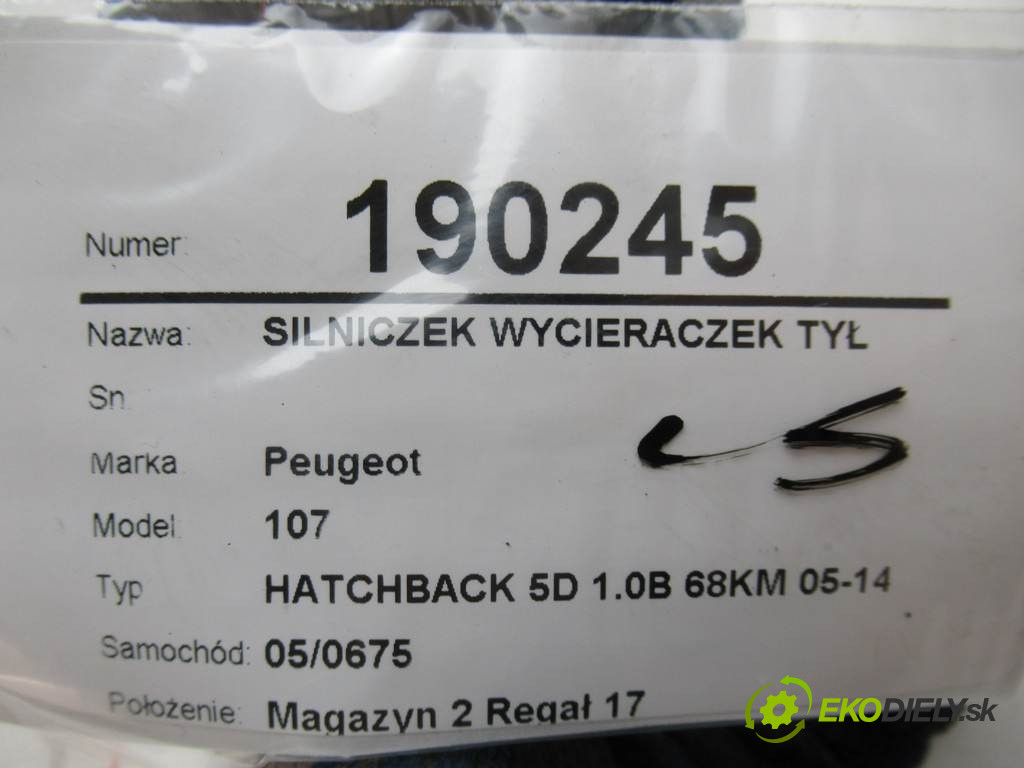 Numer: 190245
Nazwa: SILNICZEK WYCIERACZEK TYŁ
Sn
Marka Peugeot
Model: 107
Typ HATCHBACK 5D 1.0B 68KM 05-14
Samochód: 05/0675
Położenie: Magazyn 2 Regał 17
EKODIELY.sk